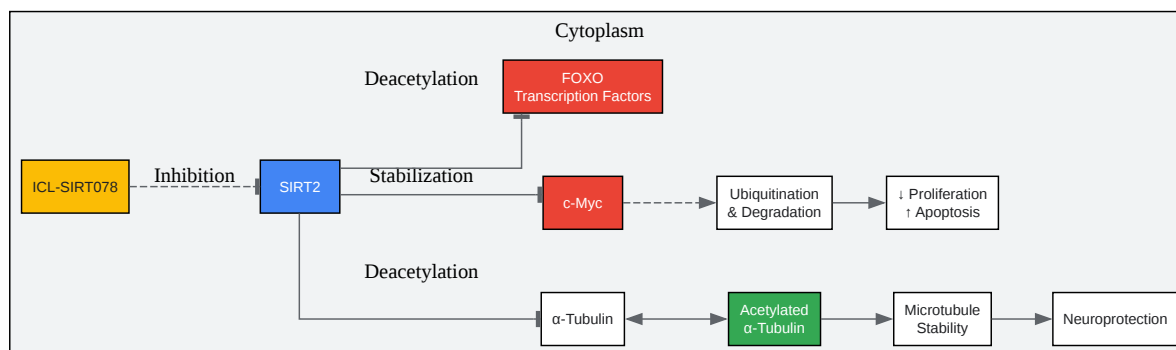 Cytoplasm
Deacetylation
FOXO
Transcription Factors
ICL-SIRT078
Inhibition
SIRT2
Stabilization
c-Myc
Ubiquitination
& Degradation
↓ Proliferation
↑ Apoptosis
Deacetylation
α-Tubulin
Acetylated
α-Tubulin
Microtubule
Stability
Neuroprotection